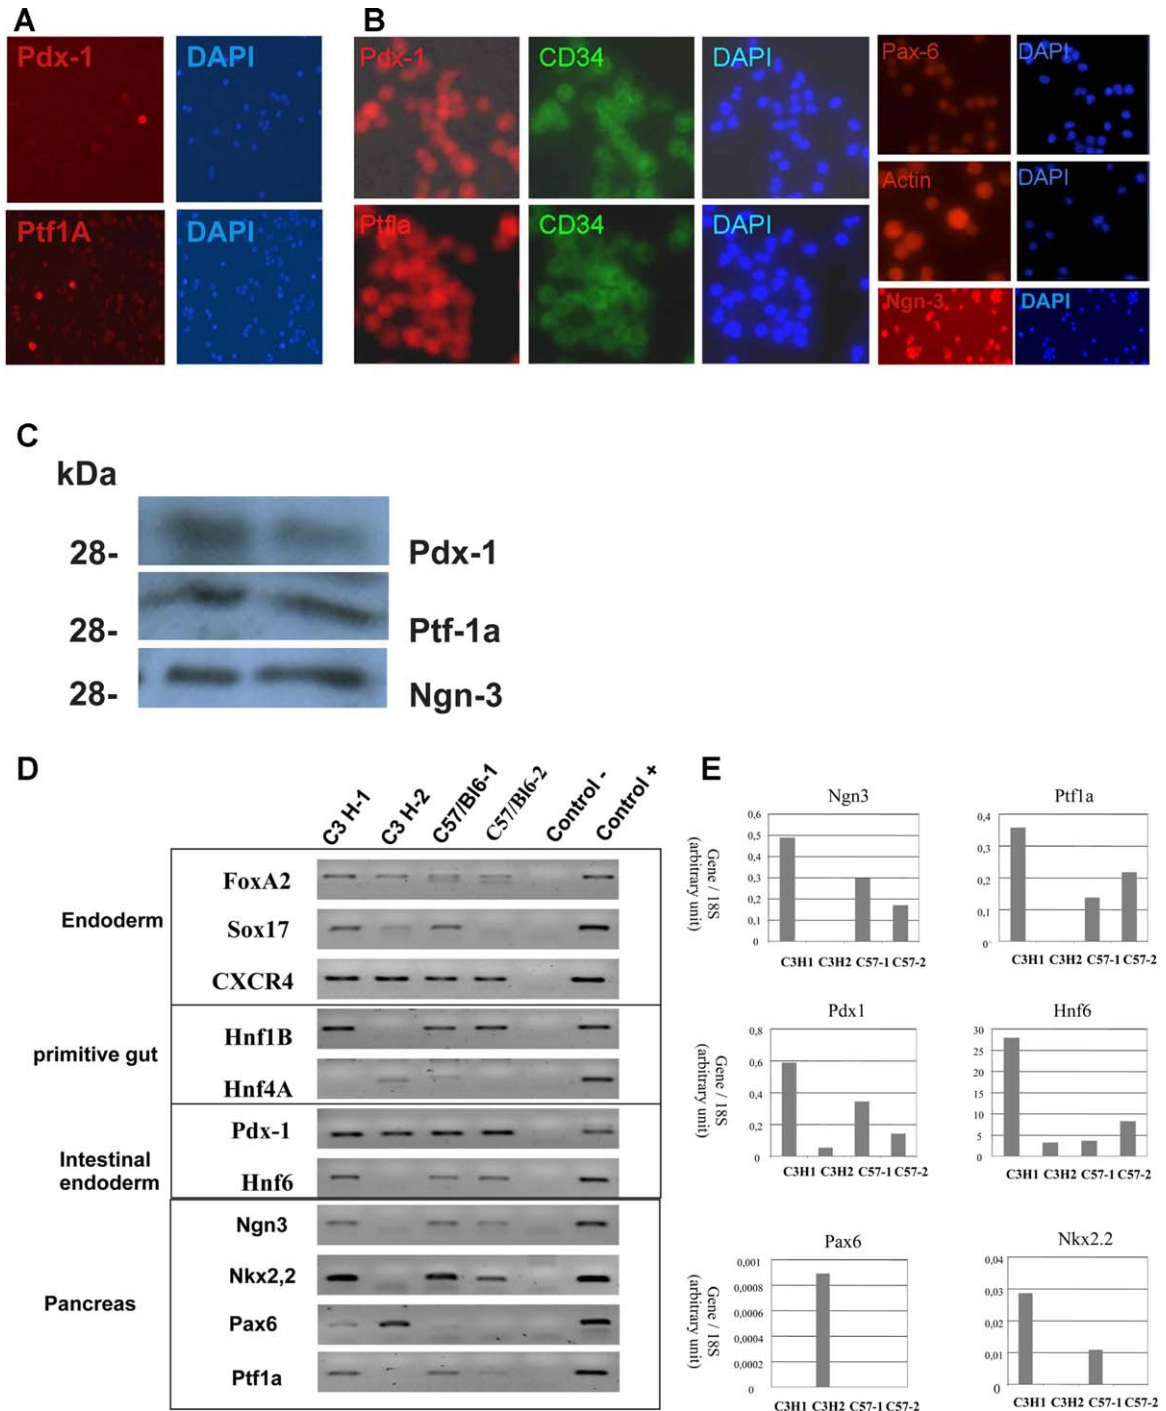 A
B
Pdx-1
DAPI
Ptf1A
DAPI
Pdx-1
CD34
DAPI
Ptfla
CD34
DAPI
Pax-6
DAPI
Actin
DAPI
Ngn-3
DAPI
C
kDa
28-
Pdx-1
28-
Ptf-1a
28-
Ngn-3
D
C3 H-1
C3 H-2
C57/Bl6-1
C57//Bl6-2
Control -
Control +
Endoderm
FoxA2
Sox17
CXCR4
primitive gut
Hnf1B
Hnf4A
Intestinal
endoderm
Pdx-1
Hnf6
Pancreas
Ngn3
Nkx2,2
Pax6
Ptf1a
E
Ngn3
Gene / 18S
(arbitrary unit)
0,6
0,5
0,4
0,3
0,2
0,1
0
C3H1 C3H2 C57-1 C57-2
Ptf1a
0,4
0,3
0,2
0,1
0
C3H1 C3H2 C57-1 C57-2
Pdx1
Gene / 18S
(arbitrary unit)
0,8
0,6
0,4
0,2
0
C3H1 C3H2 C57-1 C57-2
Hnf6
30
25
20
15
10
5
0
C3H1 C3H2 C57-1 C57-2
Pax6
Gene / 18S
(arbitrary unit)
0,001
0,0008
0,0006
0,0004
0,0002
0
C3H1 C3H2 C57-1 C57-2
Nkx2.2
0,04
0,03
0,02
0,01
0
C3H1 C3H2 C57-1 C57-2